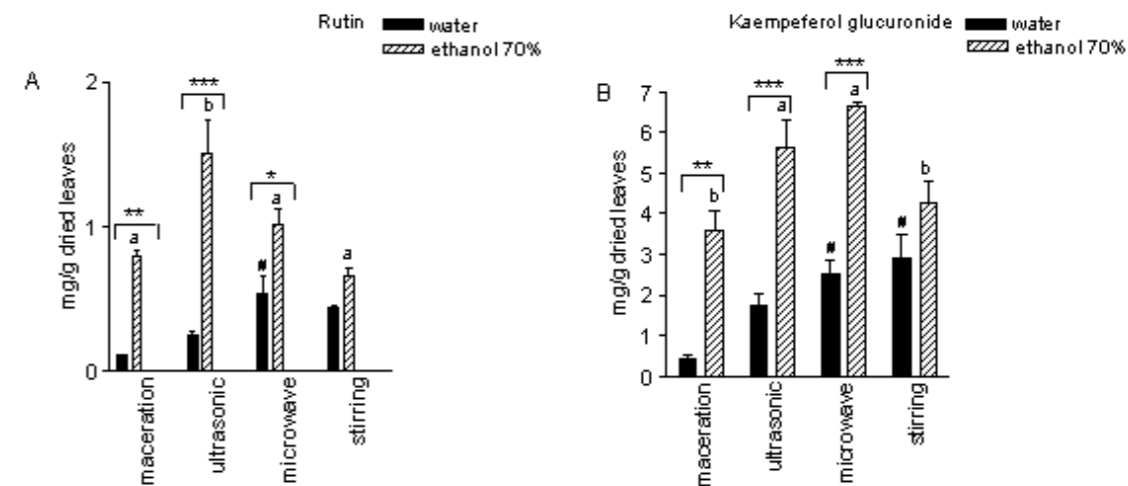 Rutin water
ethanol 70%
A
2
1
0
mg/g dried leaves
**
a
***
b
*
#
a
a
maceration
ultrasonic
microwave
stirring
Kaempeferol glucuronide water
ethanol 70%
B
7
6
5
4
3
2
1
0
mg/g dried leaves
**
b
***
a
***
a
#
b
#
maceration
ultrasonic
microwave
stirring